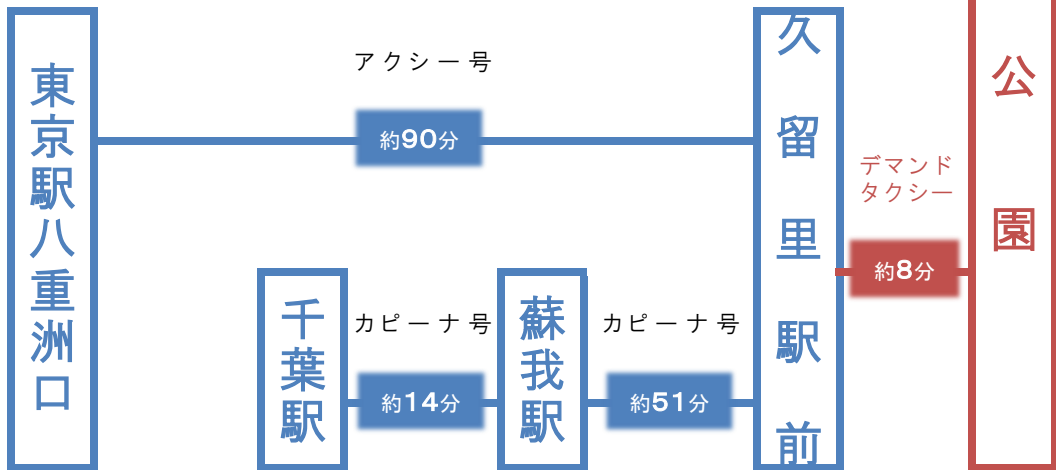 東京駅八重洲口
アクシー号
約90分
千葉駅
カピーナ号
約14分
蘇我駅
カピーナ号
約51分
久留里駅前
デマンド
タクシー
約8分
公園